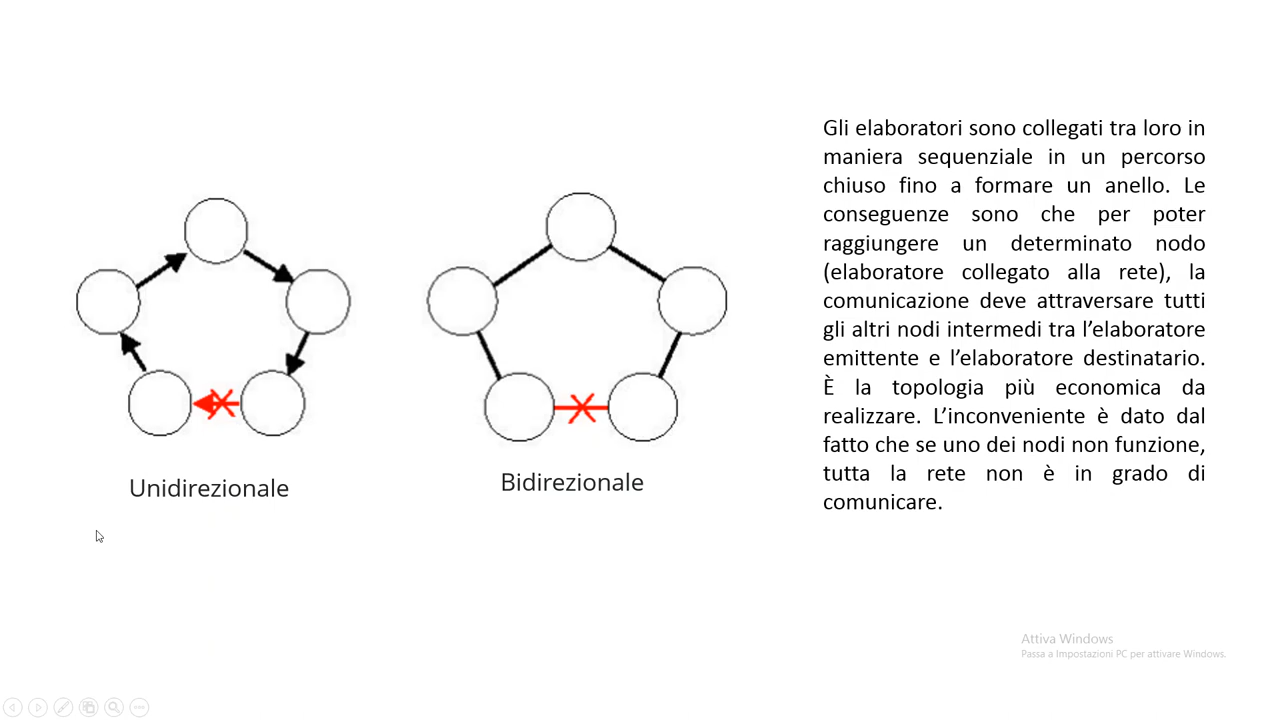 Gli elaboratori sono collegati tra loro in
maniera sequenziale in un percorso
chiuso fino a formare un anello. Le
conseguenze sono che per poter
raggiungere un determinato nodo
(elaboratore collegato alla rete), la
comunicazione deve attraversare tutti
gli altri nodi intermedi tra l'elaboratore
emittente e l'elaboratore destinatario.
È la topologia più economica da
realizzare. L'inconveniente è dato dal
fatto che se uno dei nodi non funzione,
tutta la rete non è in grado di
comunicare.
Unidirezionale
Bidirezionale
Attiva Windows
Passa a Impostazioni PC per attivare Windows.